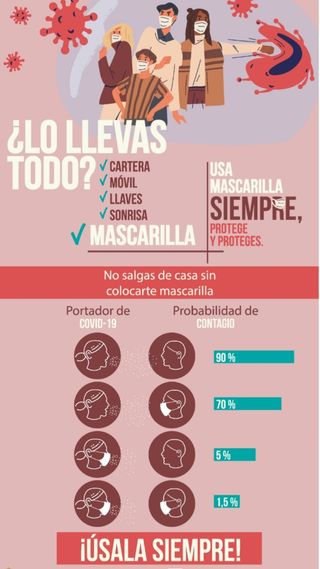 ¿LO LLEVAS
TODO?
✓ CARTERA
✓ MÓVIL
✓ LLAVES
✓ SONRISA
✓ MASCARILLA
USA
MASCARILLA
SIEMPRE,
PROTEGE
Y PROTEGES.
No salgas de casa sin
colocarte mascarilla
Portador de
COVID-19
Probabilidad de
CONTAGIO
90 %
70 %
5 %
1,5 %
¡ÚSALA SIEMPRE!